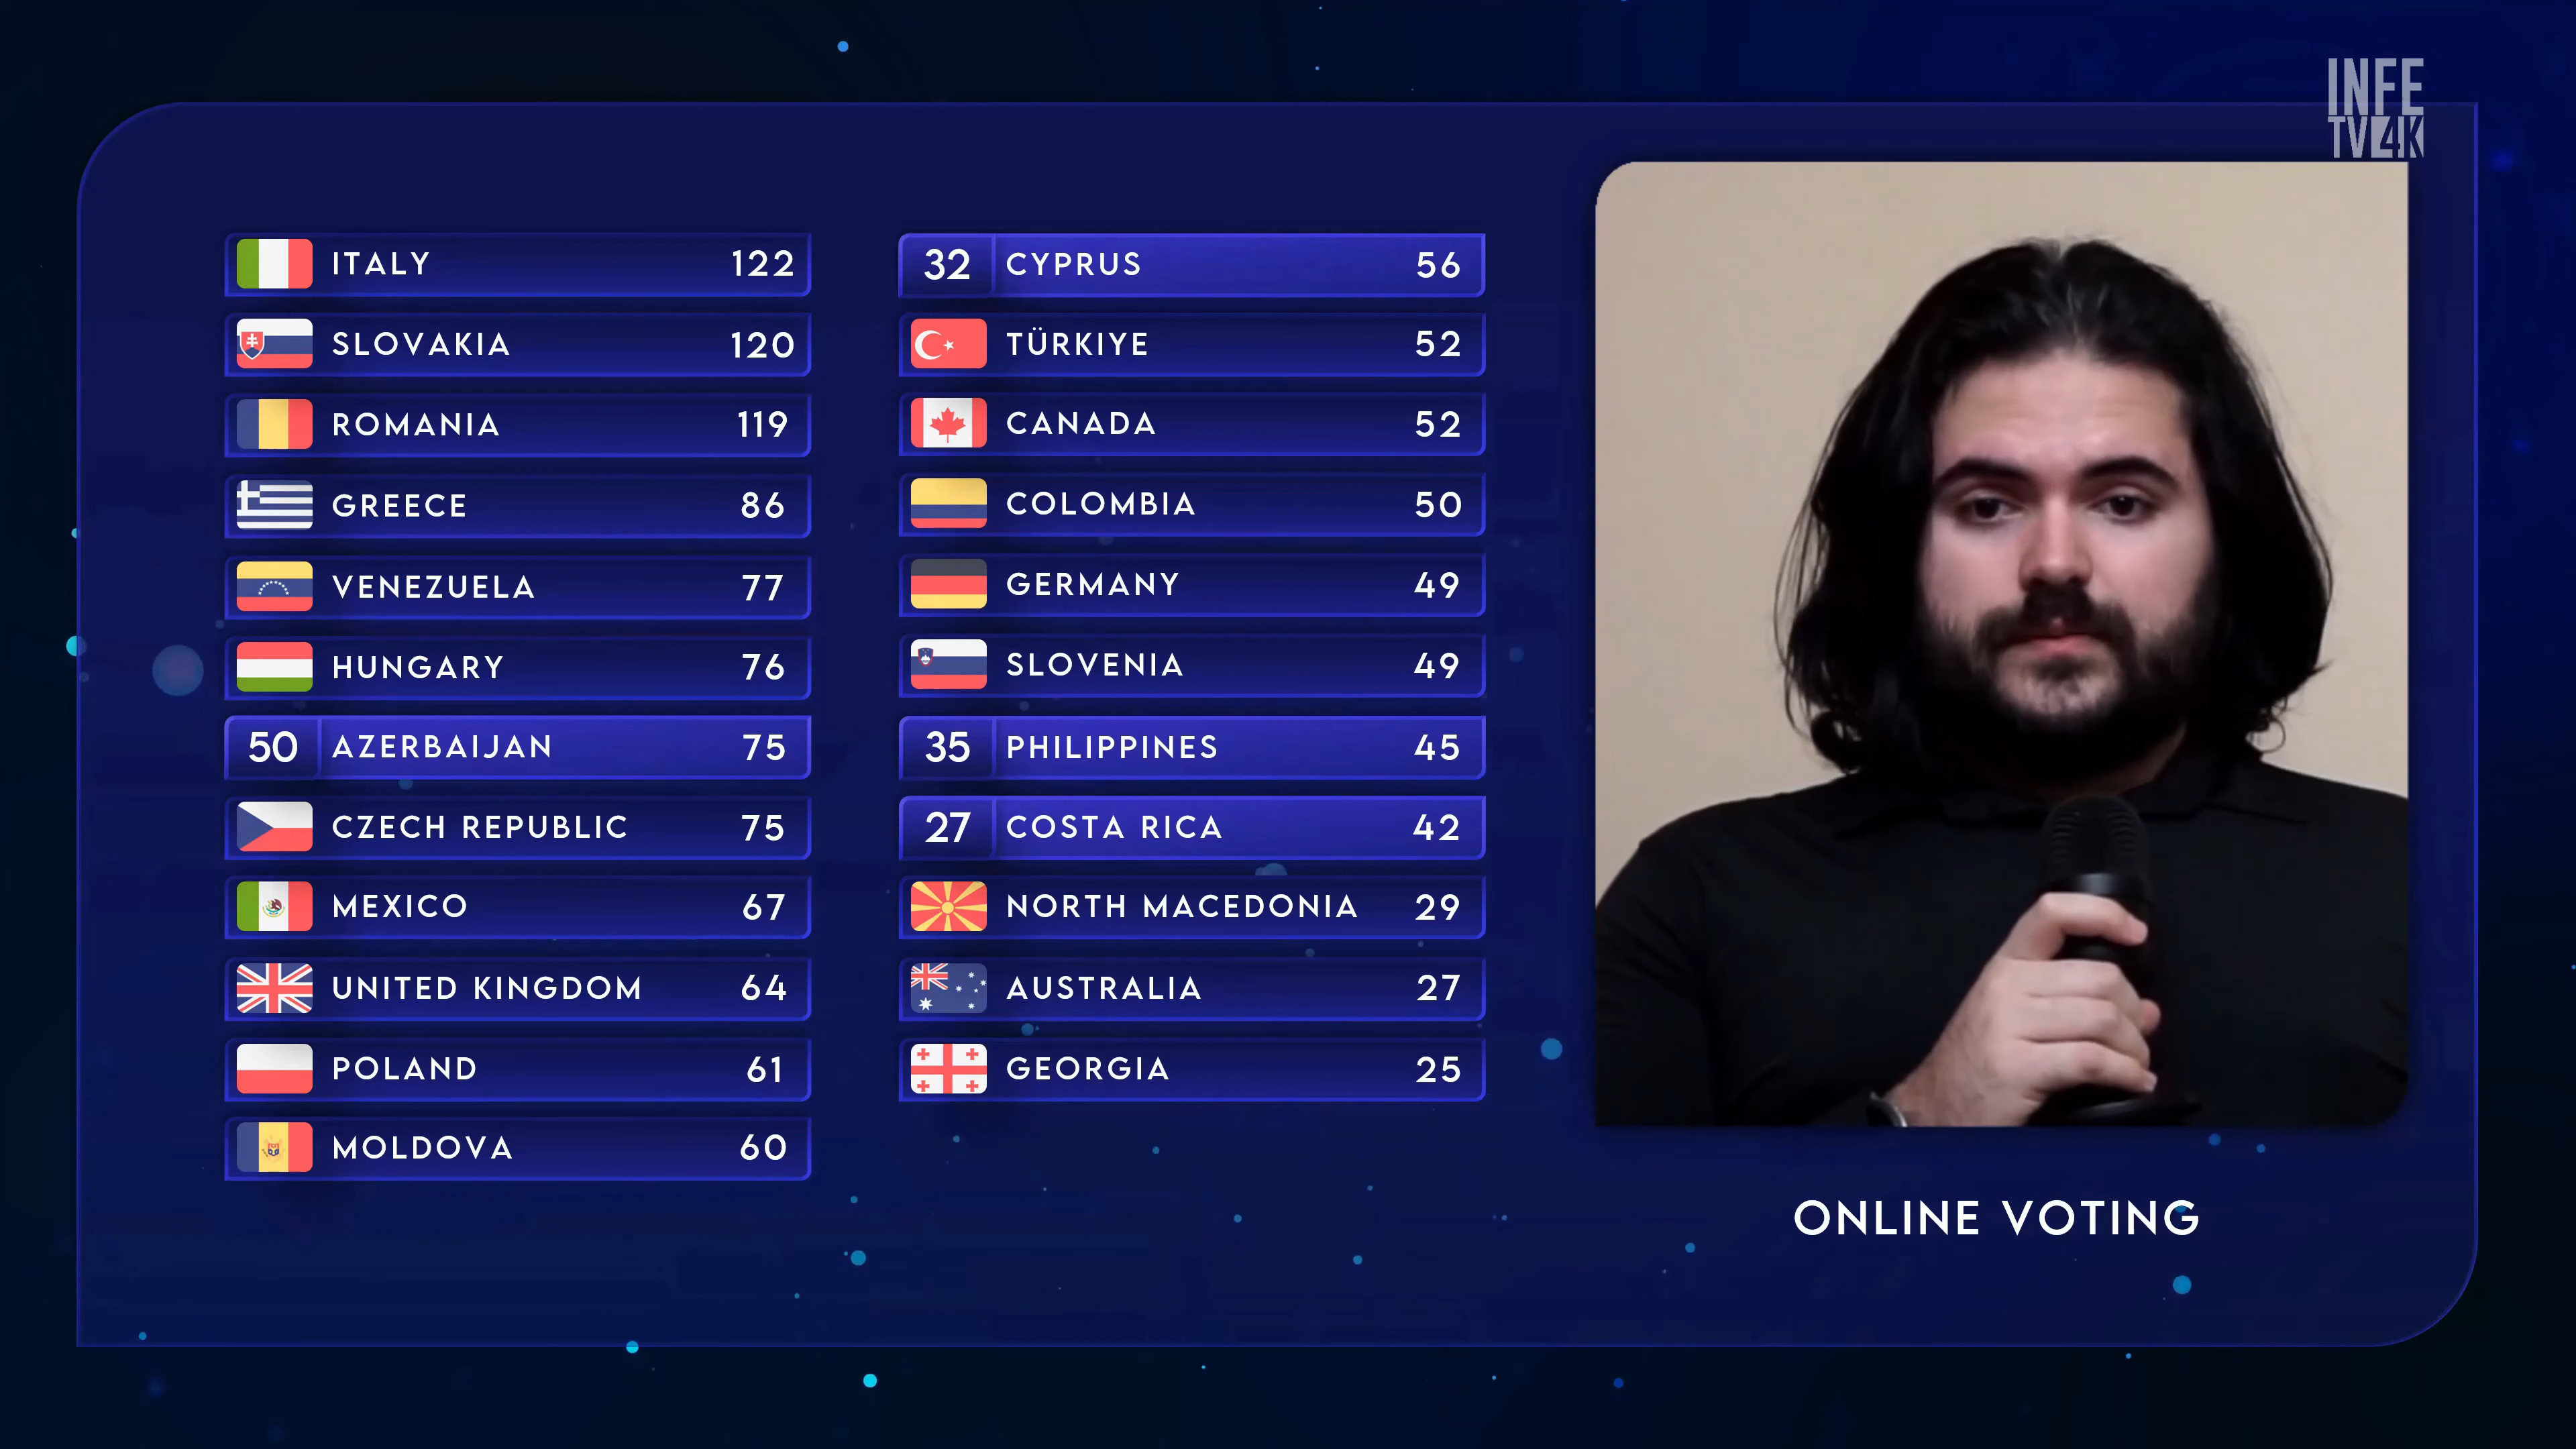 INFE
TV 4K
ITALY 122
SLOVAKIA 120
ROMANIA 119
GREECE 86
VENEZUELA 77
HUNGARY 76
50 AZERBAIJAN 75
CZECH REPUBLIC 75
MEXICO 67
UNITED KINGDOM 64
POLAND 61
MOLDOVA 60
32 CYPRUS 56
TÜRKIYE 52
CANADA 52
COLOMBIA 50
GERMANY 49
SLOVENIA 49
35 PHILIPPINES 45
27 COSTA RICA 42
NORTH MACEDONIA 29
AUSTRALIA 27
GEORGIA 25
ONLINE VOTING